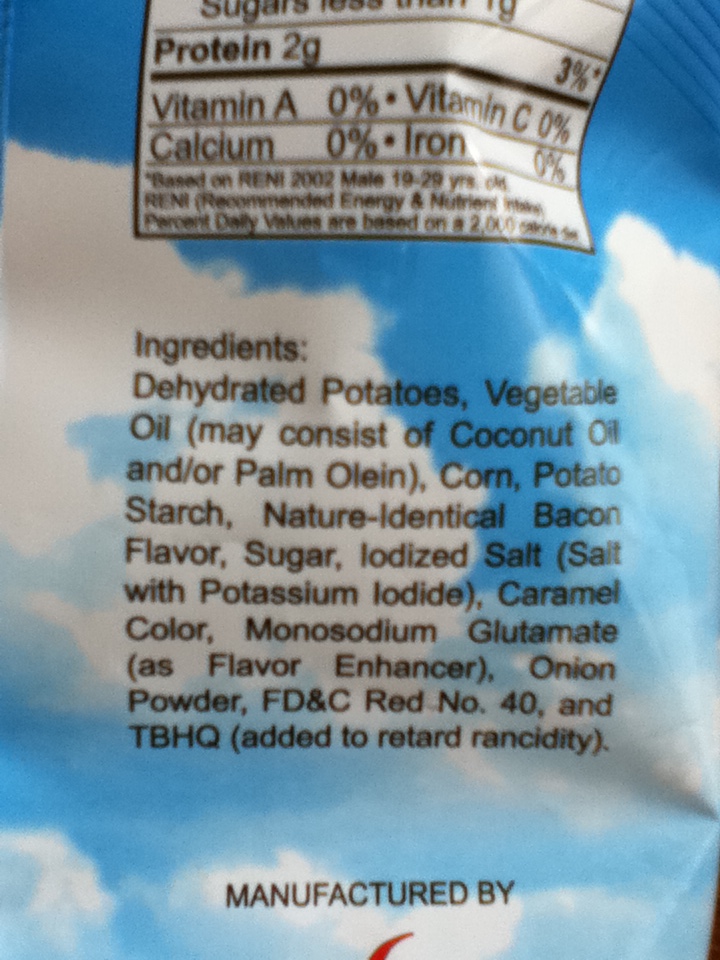 Sugars less than 1g
Protein 2g 3%*
Vitamin A 0% • Vitamin C 0%
Calcium 0% • Iron 0%
*Based on RENI 2002 Male 19-29 yrs. old.
RENI (Recommended Energy & Nutrient Intake)
Percent Daily Values are based on a 2,000 calorie diet.
Ingredients:
Dehydrated Potatoes, Vegetable
Oil (may consist of Coconut Oil
and/or Palm Olein), Corn, Potato
Starch, Nature-Identical Bacon
Flavor, Sugar, Iodized Salt (Salt
with Potassium Iodide), Caramel
Color, Monosodium Glutamate
(as Flavor Enhancer), Onion
Powder, FD&C Red No. 40, and
TBHQ (added to retard rancidity).
MANUFACTURED BY